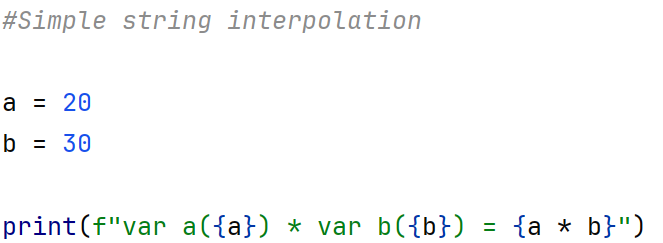 #Simple string interpolation
a = 20
b = 30
print(f"var a({a}) * var b({b}) = {a * b}")